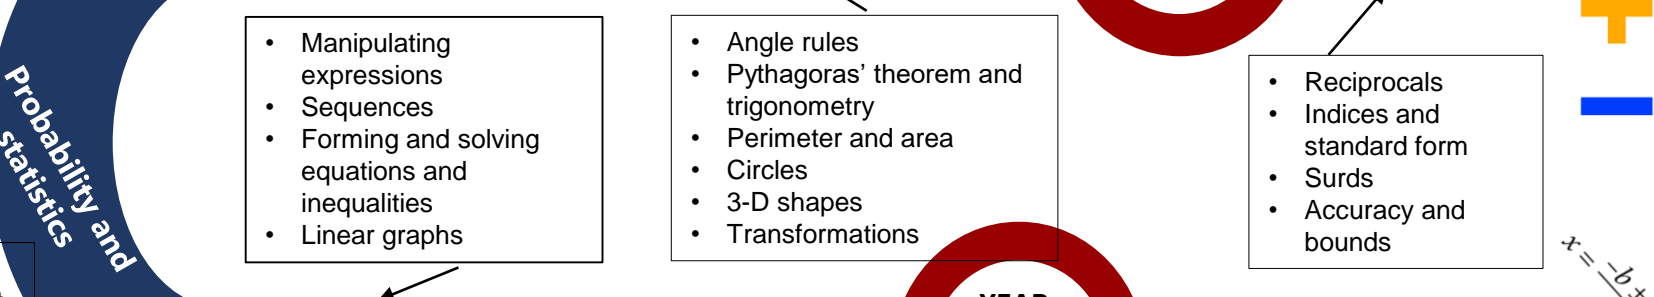 Probability and
statistics
• Manipulating
expressions
• Sequences
• Forming and solving
equations and
inequalities
• Linear graphs
• Angle rules
• Pythagoras’ theorem and
trigonometry
• Perimeter and area
• Circles
• 3-D shapes
• Transformations
• Reciprocals
• Indices and
standard form
• Surds
• Accuracy and
bounds
YEAR
x = −b ±